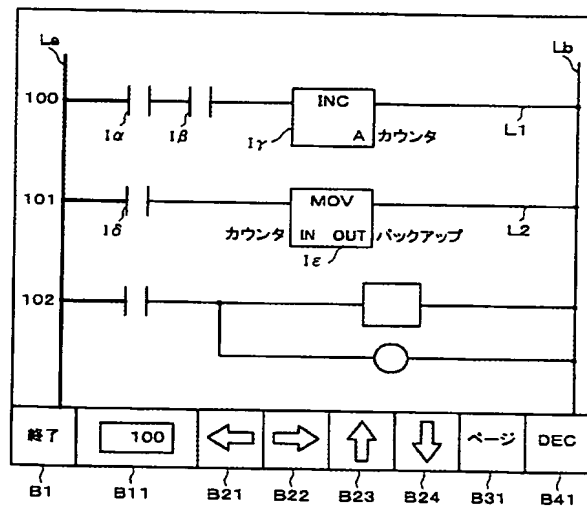 La
Lb
100
INC
A
カウンタ
Iα
Iβ
Iγ
L1
101
MOV
カウンタ
IN OUT
バックアップ
Iδ
Iε
L2
102
終了
100
ページ
DEC
B1
B11
B21
B22
B23
B24
B31
B41